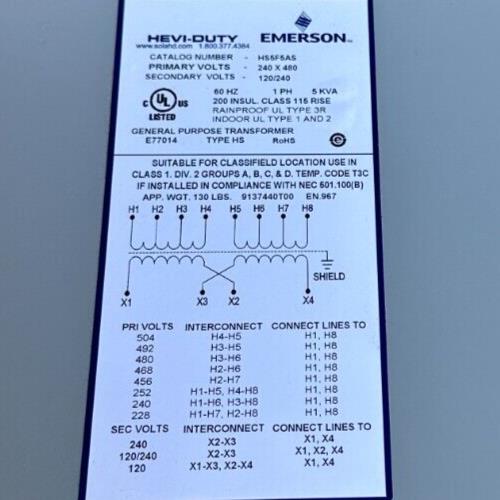 HEVI-DUTY EMERSON™
www.solahd.com 1.800.377.4384
CATALOG NUMBER - HS5F5AS
PRIMARY VOLTS - 240 X 480
SECONDARY VOLTS - 120/240
60 HZ 1 PH 5 KVA
C UL US LISTED
200 INSUL. CLASS 115 RISE
RAINPROOF UL TYPE 3R
INDOOR UL TYPE 1 AND 2
GENERAL PURPOSE TRANSFORMER
E77014 TYPE HS RoHS
SUITABLE FOR CLASSIFIELD LOCATION USE IN
CLASS 1. DIV. 2 GROUPS A, B, C, & D. TEMP. CODE T3C
IF INSTALLED IN COMPLIANCE WITH NEC 501.100(B)
APP. WGT. 130 LBS. 9137440T00 EN.967
H1 H2 H3 H4 H5 H6 H7 H8
SHIELD
X1 X3 X2 X4
PRI VOLTS INTERCONNECT CONNECT LINES TO
504 H4-H5 H1, H8
492 H3-H5 H1, H8
480 H3-H6 H1, H8
468 H2-H6 H1, H8
456 H2-H7 H1, H8
252 H1-H5, H4-H8 H1, H8
240 H1-H6, H3-H8 H1, H8
228 H1-H7, H2-H8 H1, H8
SEC VOLTS INTERCONNECT CONNECT LINES TO
240 X2-X3 X1, X4
120/240 X2-X3 X1, X2, X4
120 X1-X3, X2-X4 X1, X4